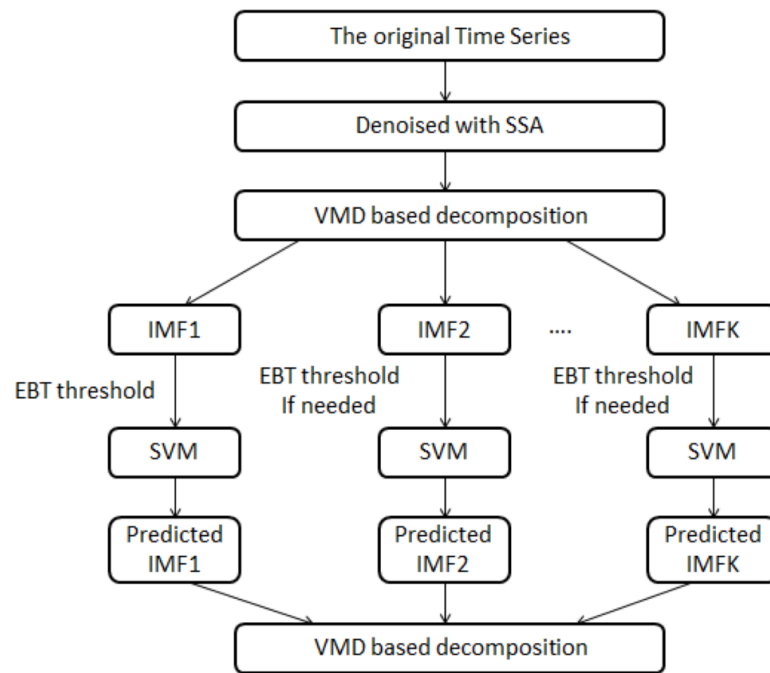 The original Time Series
Denoised with SSA
VMD based decomposition
IMF1
IMF2
....
IMFK
EBT threshold
EBT threshold
If needed
EBT threshold
If needed
SVM
SVM
SVM
Predicted
IMF1
Predicted
IMF2
Predicted
IMFK
VMD based decomposition